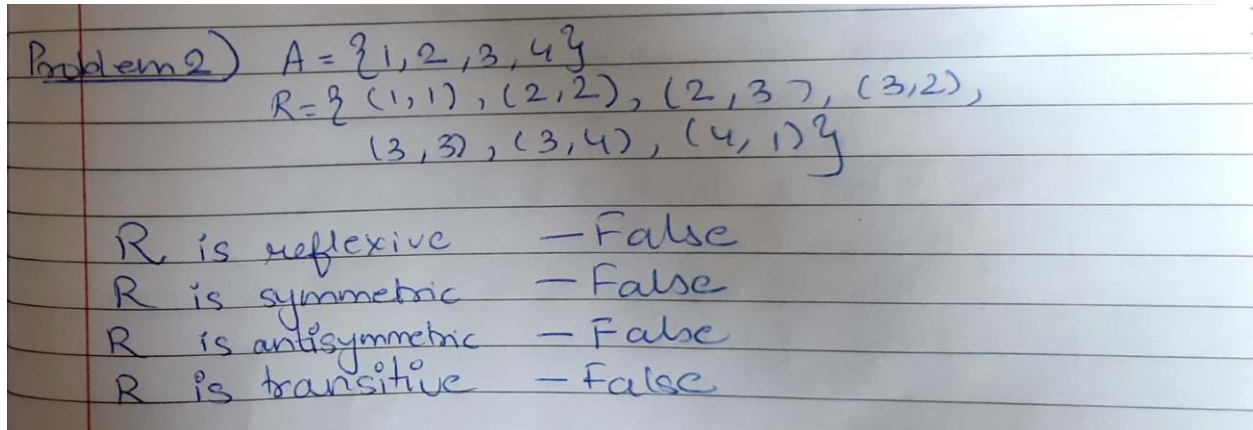 Problem 2) A = {1, 2, 3, 4}
R = { (1,1), (2,2), (2,3), (3,2),
(3,3), (3,4), (4,1)}
R is reflexive - False
R is symmetric - False
R is antisymmetric - False
R is transitive - False